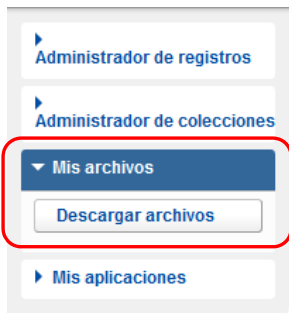 Administrador de registros
Administrador de colecciones
Mis archivos
Descargar archivos
Mis aplicaciones